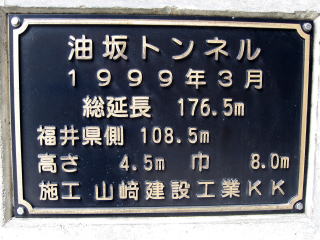 油坂トンネル
１９９９年３月
総延長 176.5m
福井県側 108.5m
高さ 4.5m 巾 8.0m
施工 山﨑建設工業ＫＫ